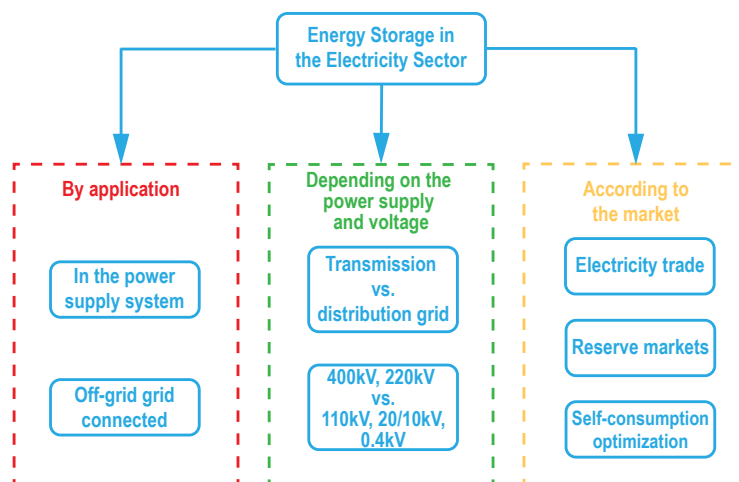 Energy Storage in
the Electricity Sector
By application
In the power
supply system
Off-grid grid
connected
Depending on the
power supply
and voltage
Transmission
vs.
distribution grid
400kV, 220kV
vs.
110kV, 20/10kV,
0.4kV
According to
the market
Electricity trade
Reserve markets
Self-consumption
optimization